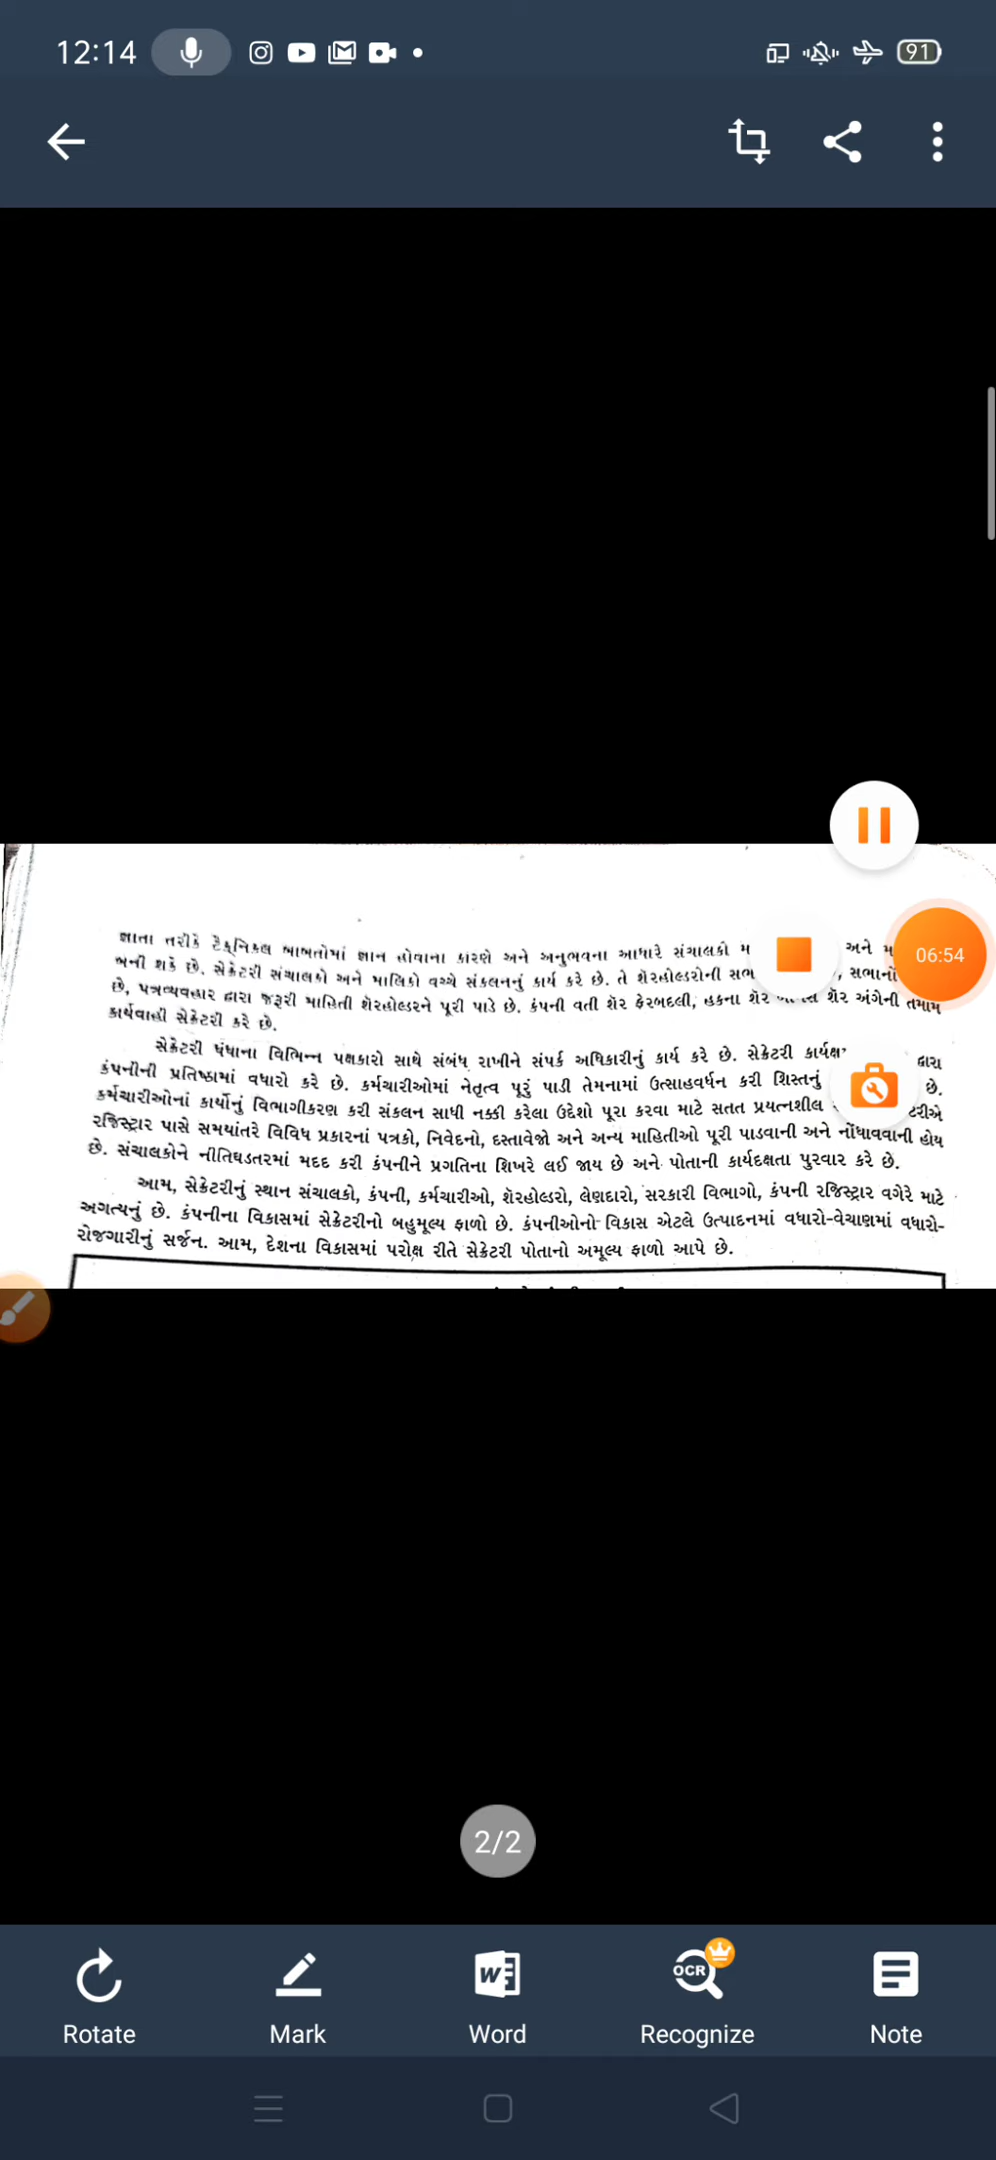 12:14
91
જ્ઞાતા તરીકે ટૅક્નિકલ બાબતોમાં જ્ઞાન હોવાના કારણે અને અનુભવના આધારે સંચાલકો મ અને મ
બની શકે છે. સેક્રેટરી સંચાલકો અને માલિકો વચ્ચે સંકલનનું કાર્ય કરે છે. તે શૅરહોલ્ડરોની સભ , સભાનો
છે, પત્રવ્યવહાર દ્વારા જરૂરી માહિતી શૅરહોલ્ડરને પૂરી પાડે છે. કંપની વતી શૅર ફેરબદલી, હકના શૅર શૅર અંગેની તમામ
કાર્યવાહી સેક્રેટરી કરે છે.
06:54
સેક્રેટરી ધંધાના વિભિન્ન પક્ષકારો સાથે સંબંધ રાખીને સંપર્ક અધિકારીનું કાર્ય કરે છે. સેક્રેટરી કાર્યક્ષ દ્વારા
કંપનીની પ્રતિષ્ઠામાં વધારો કરે છે. કર્મચારીઓમાં નેતૃત્વ પૂરું પાડી તેમનામાં ઉત્સાહવર્ધન કરી શિસ્તનું છે.
કર્મચારીઓનાં કાર્યોનું વિભાગીકરણ કરી સંકલન સાધી નક્કી કરેલા ઉદેશો પૂરા કરવા માટે સતત પ્રયત્નશીલ ટરીએ
રજિસ્ટ્રાર પાસે સમયાંતરે વિવિધ પ્રકારનાં પત્રકો, નિવેદનો, દસ્તાવેજો અને અન્ય માહિતીઓ પૂરી પાડવાની અને નોંધાવવાની હોય
છે. સંચાલકોને નીતિઘડતરમાં મદદ કરી કંપનીને પ્રગતિના શિખરે લઈ જાય છે અને પોતાની કાર્યદક્ષતા પુરવાર કરે છે.
આમ, સેક્રેટરીનું સ્થાન સંચાલકો, કંપની, કર્મચારીઓ, શૅરહોલ્ડરો, લેણદારો, સરકારી વિભાગો, કંપની રજિસ્ટ્રાર વગેરે માટે
અગત્યનું છે. કંપનીના વિકાસમાં સેક્રેટરીનો બહુમૂલ્ય ફાળો છે. કંપનીઓનો વિકાસ એટલે ઉત્પાદનમાં વધારો-વેચાણમાં વધારો-
રોજગારીનું સર્જન. આમ, દેશના વિકાસમાં પરોક્ષ રીતે સેક્રેટરી પોતાનો અમૂલ્ય ફાળો આપે છે.
2/2
OCR
Rotate Mark Word Recognize Note